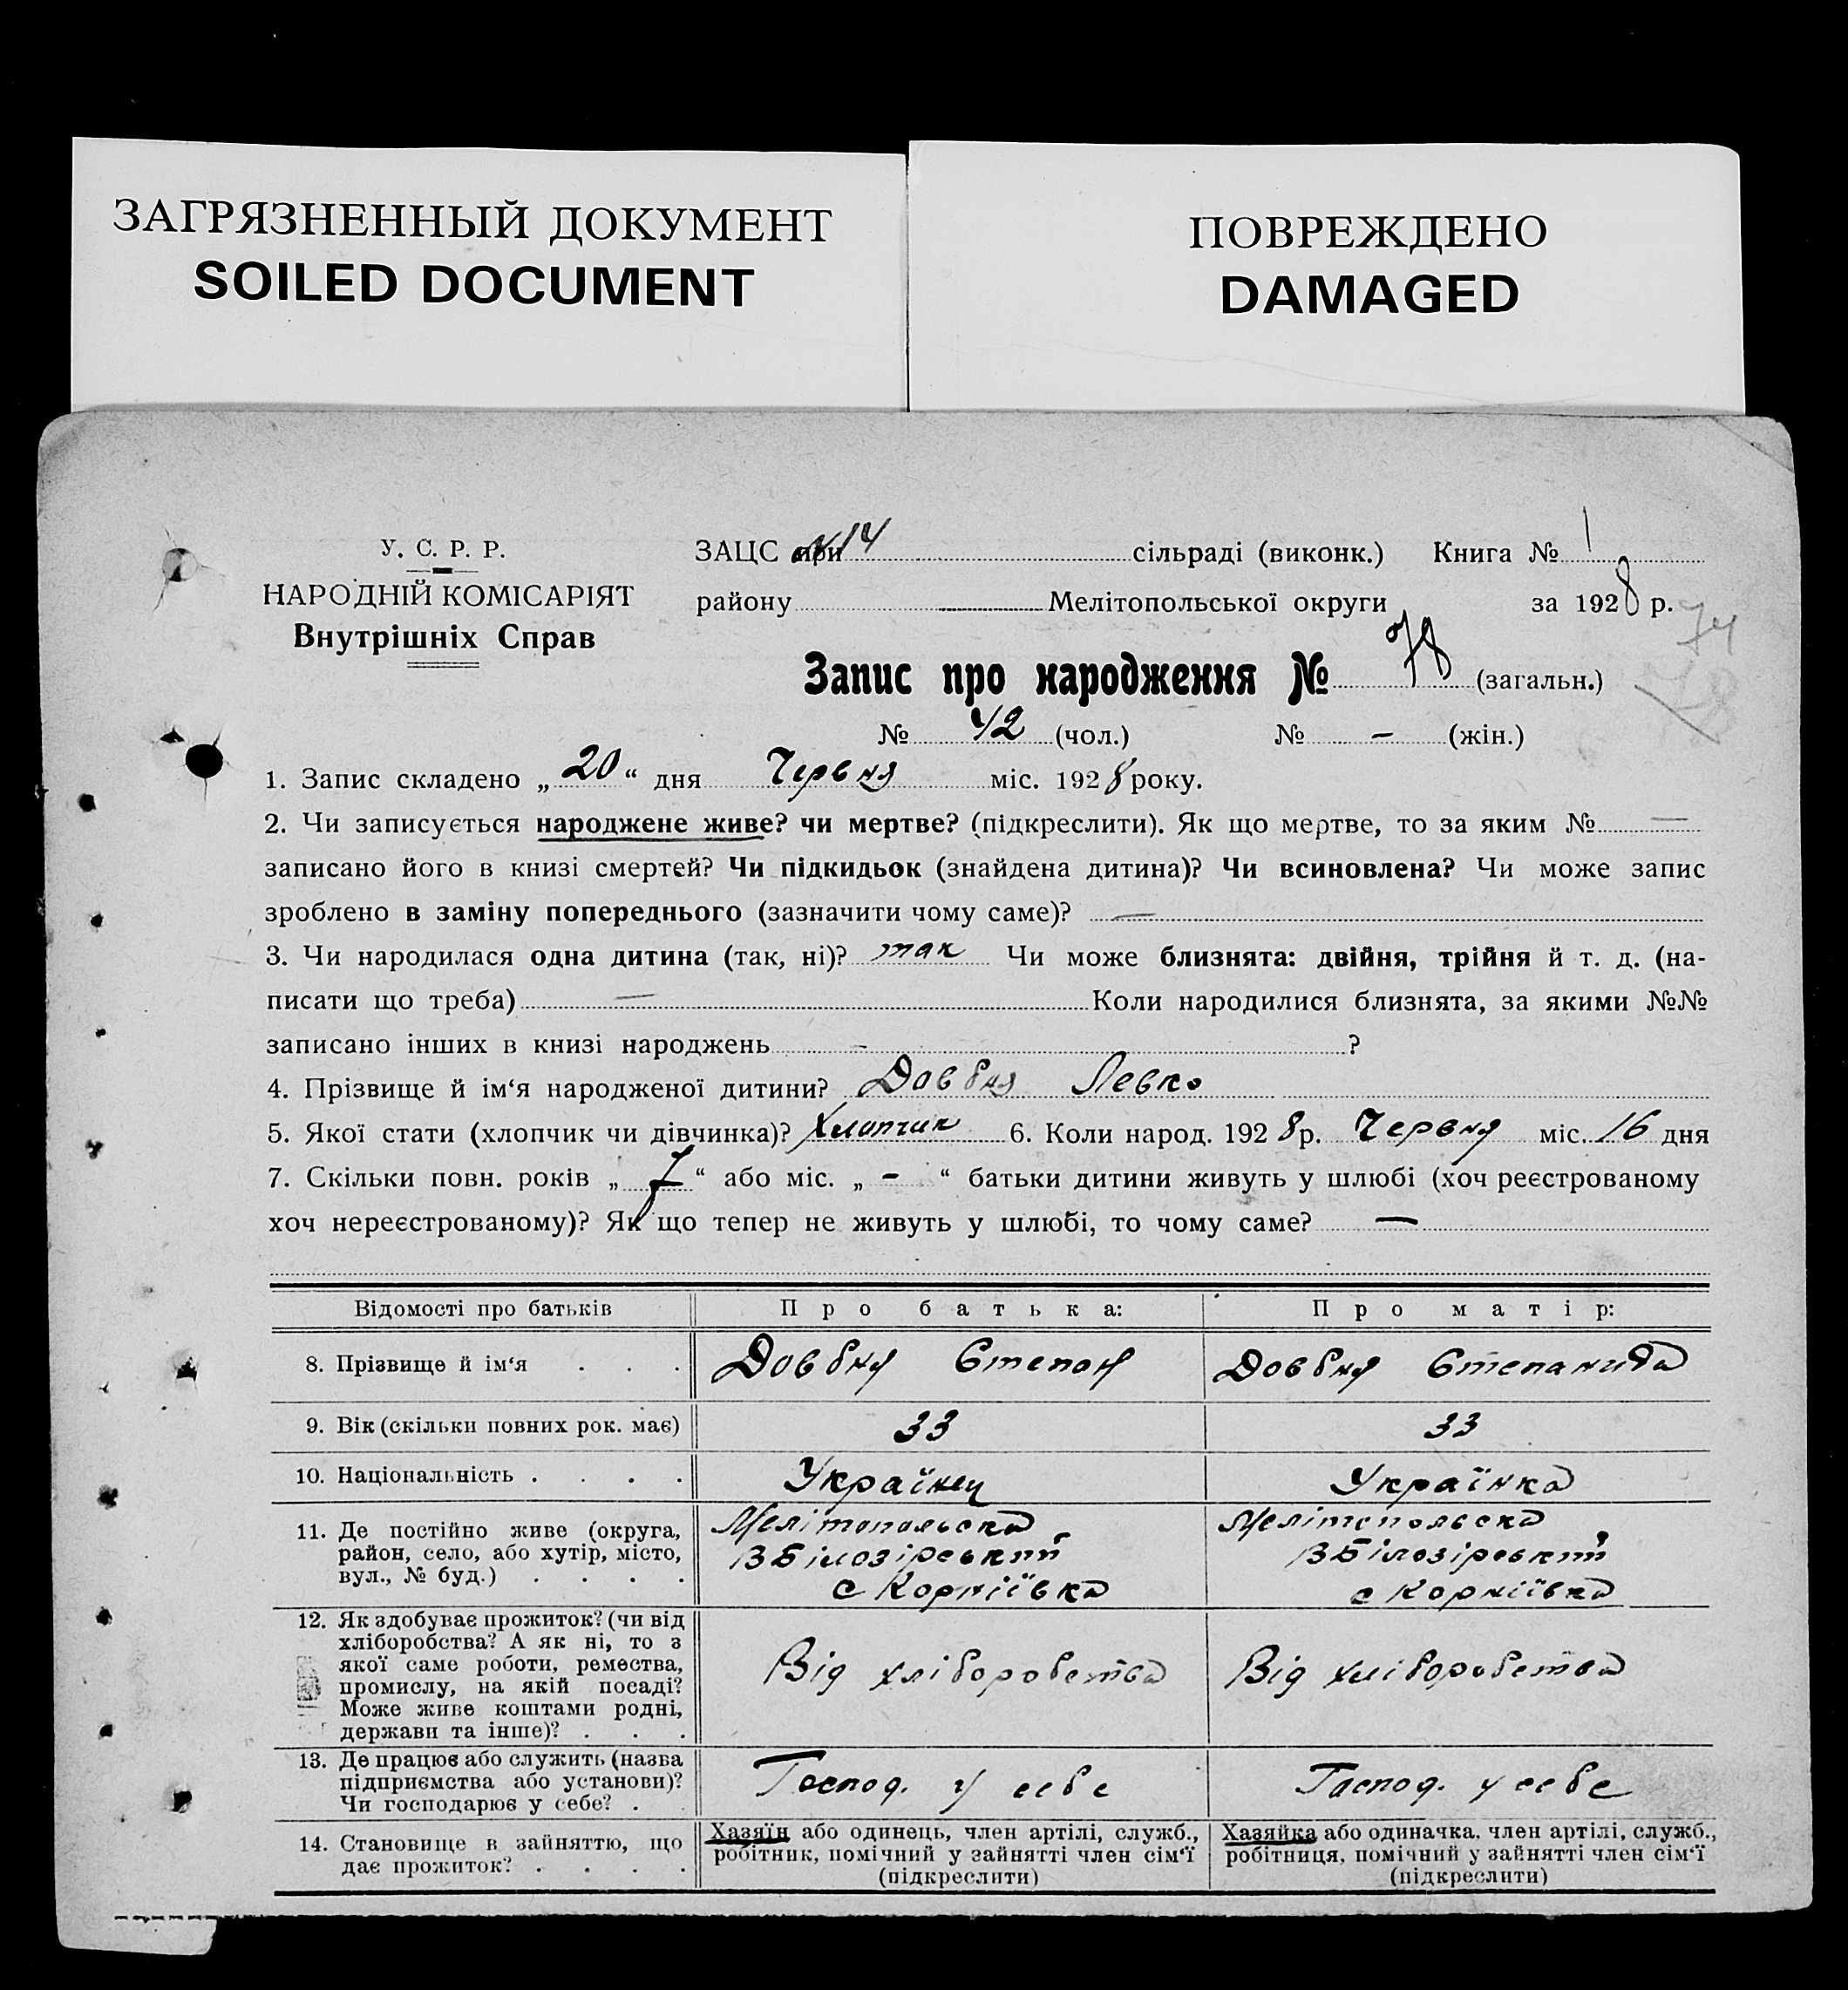 ЗАГРЯЗНЕННЫЙ ДОКУМЕНТ
SOILED DOCUMENT
ПОВРЕЖДЕНО
DAMAGED
У. С. Р. Р.
НАРОДНІЙ КОМІСАРІЯТ
Внутрішніх Справ
ЗАЦС при №14 сільраді (виконк.) Книга № 1
району Мелітопольської округи за 1928 р.
74
78
Запис про народження № 78 (загальн.)
№ 42 (чол.) № – (жін.)
1. Запис складено „20“ дня Червня міс. 1928 року.
2. Чи записується народжене живе? чи мертве? (підкреслити). Як що мертве, то за яким № —
записано його в книзі смертей? Чи підкидьок (знайдена дитина)? Чи всиновлена? Чи може запис
зроблено в заміну попереднього (зазначити чому саме)? —
3. Чи народилася одна дитина (так, ні)? так Чи може близнята: двійня, трійня й т. д. (на-
писати що треба) — Коли народилися близнята, за якими №№
записано інших в книзі народжень – ?
4. Прізвище й ім‘я народженої дитини? Довбня Левко
5. Якої стати (хлопчик чи дівчинка)? Хлопчик 6. Коли народ. 1928 р. Червня міс. 16 дня
7. Скільки повн. років „7“ або міс. „ – “ батьки дитини живуть у шлюбі (хоч реєстрованому
хоч нереєстрованому)? Як що тепер не живуть у шлюбі, то чому саме? —
Відомості про батьків Про батька: Про матір:
8. Прізвище й ім‘я . . . Довбня Степан Довбня Степанида
9. Вік (скільки повних рок. має) 33 33
10. Національність . . . . Українец Українка
11. Де постійно живе (округа,
район, село, або хутір, місто,
вул., № буд.) . . . .
Мелітопольска
ВБілозірський
с Корніївка
Мелітопольска
ВБілозірський
с Корніївка
12. Як здобуває прожиток? (чи від
хліборобства? А як ні, то з
якої саме роботи, ремества,
промислу, на якій посаді?
Може живе коштами родні,
держави та інше)? . . .
Від хліборобства Від хліборобства
13. Де працює або служить (назва
підприємства або установи)?
Чи господарює у себе? .
Господ. у себе Господ. у себе
14. Становище в зайняттю, що
дає прожиток? . . . .
Хазяїн або одинець, член артілі, служб.,
робітник, помічний у зайнятті член сім‘ї
(підкреслити)
Хазяйка або одиначка, член артілі, служб.,
робітниця, помічний у зайнятті член сім‘ї
(підкреслити)